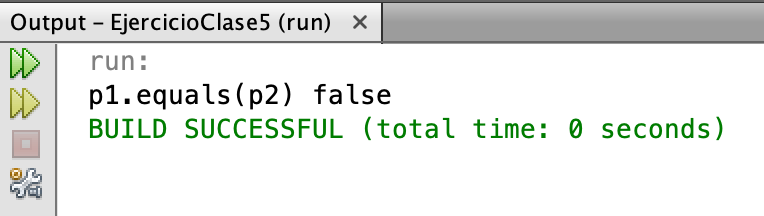 Output – EjercicioClase5 (run) ×
run:
p1.equals(p2) false
BUILD SUCCESSFUL (total time: 0 seconds)